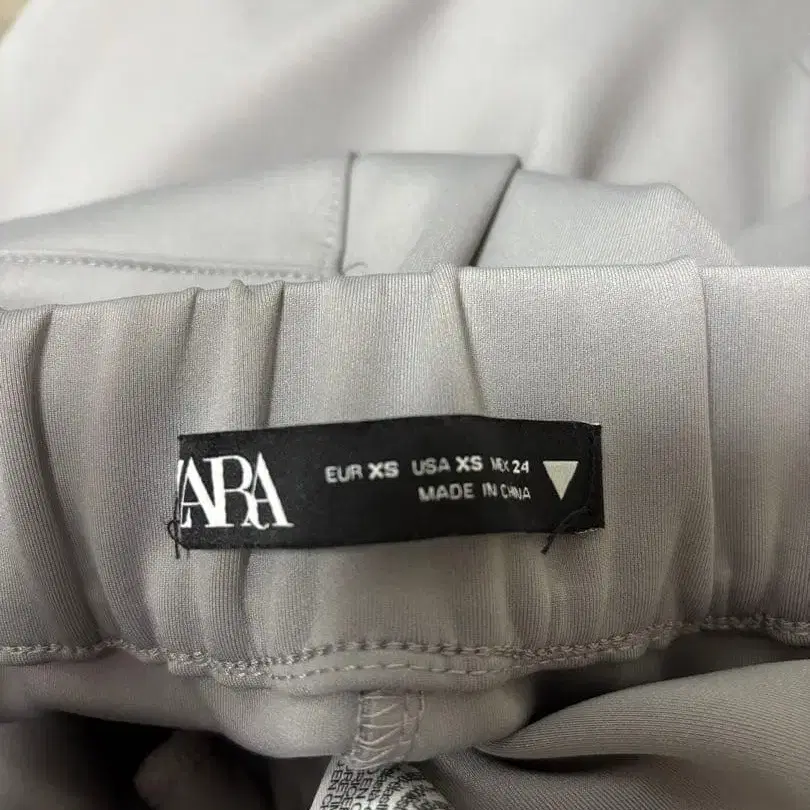 ZARA
EUR XS USA XS MEX 24
MADE IN CHINA